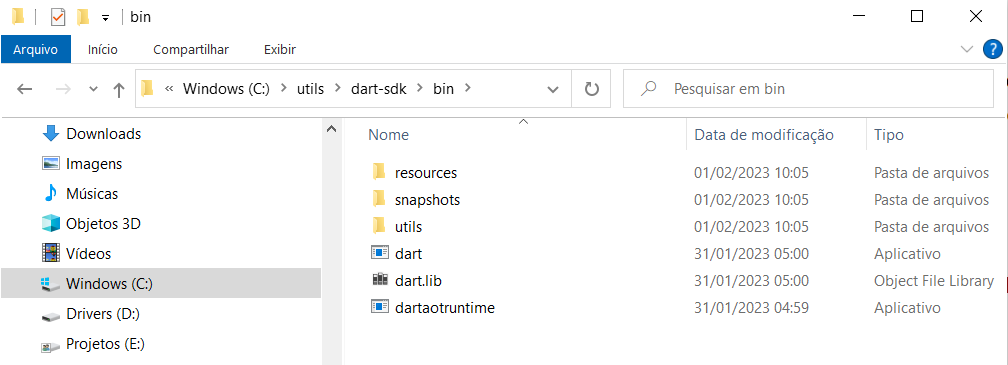 bin
Arquivo Início Compartilhar Exibir
« Windows (C:) > utils > dart-sdk > bin > Pesquisar em bin
Downloads
Imagens
Músicas
Objetos 3D
Vídeos
Windows (C:)
Drivers (D:)
Projetos (E:)
Nome Data de modificação Tipo
resources 01/02/2023 10:05 Pasta de arquivos
snapshots 01/02/2023 10:05 Pasta de arquivos
utils 01/02/2023 10:05 Pasta de arquivos
dart 31/01/2023 05:00 Aplicativo
dart.lib 31/01/2023 05:00 Object File Library
dartaotruntime 31/01/2023 04:59 Aplicativo